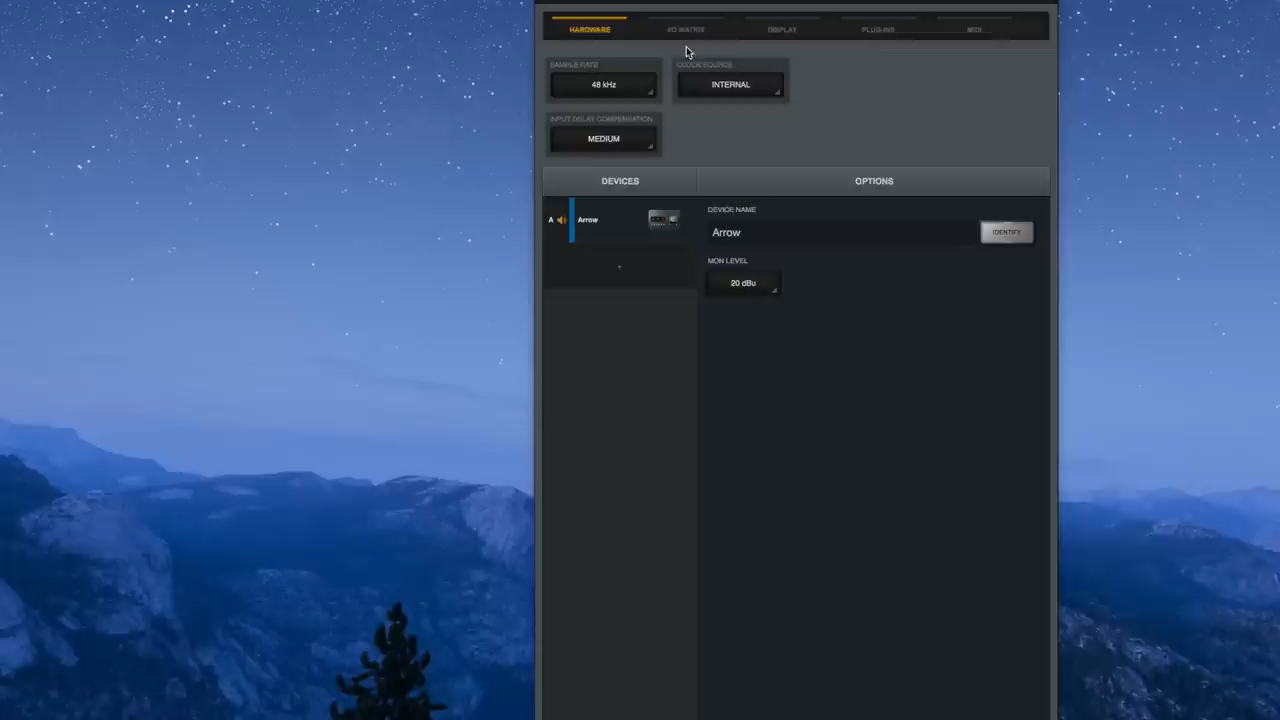 HARDWARE I/O MATRIX DISPLAY PLUG-INS MIDI
SAMPLE RATE CLOCK SOURCE
48 kHz INTERNAL
INPUT DELAY COMPENSATION
MEDIUM
DEVICES OPTIONS
A Arrow
DEVICE NAME
Arrow IDENTIFY
+
MON LEVEL
20 dBu